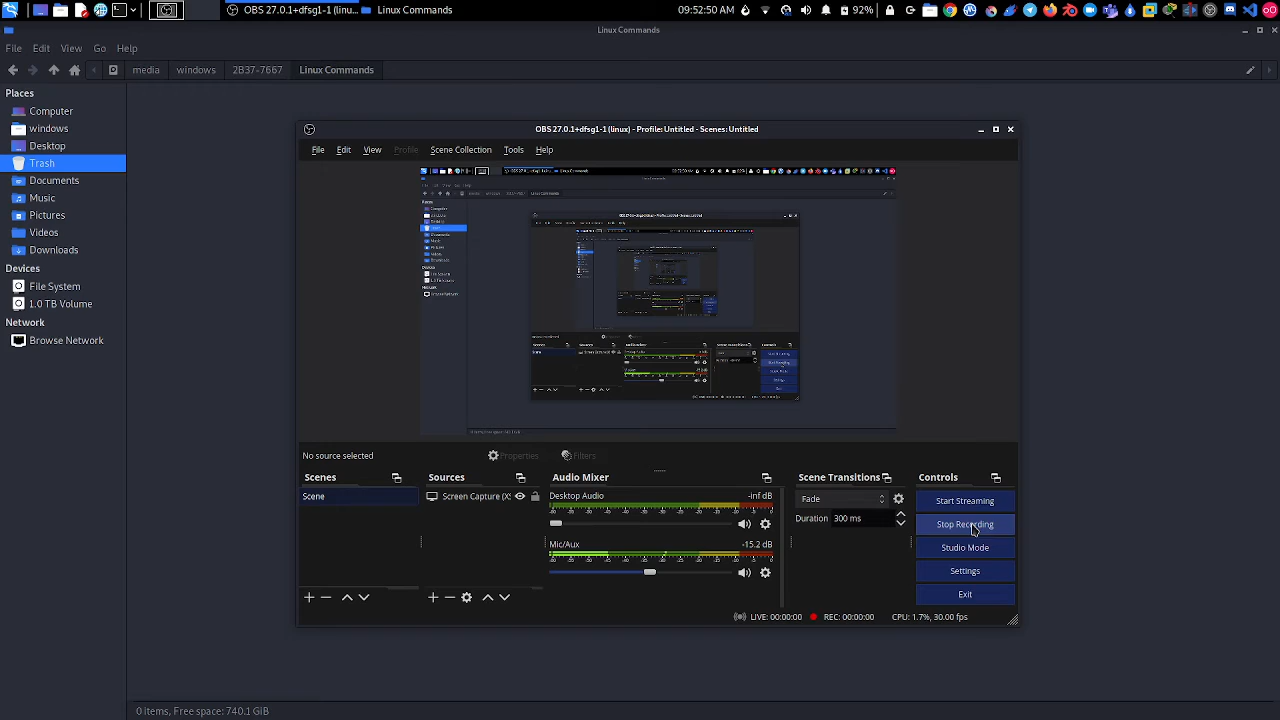 OBS 27.0.1+dfsg1-1 (linu...
Linux Commands
09:52:50 AM
92%
Linux Commands
File Edit View Go Help
media windows 2B37-7667 Linux Commands
Places
Computer
windows
Desktop
Trash
Documents
Music
Pictures
Videos
Downloads
Devices
File System
1.0 TB Volume
Network
Browse Network
OBS 27.0.1+dfsg1-1 (linux) - Profile: Untitled - Scenes: Untitled
File Edit View Profile Scene Collection Tools Help
No source selected
Properties
Filters
Scenes
Scene
Sources
Screen Capture (XS
Audio Mixer
Desktop Audio -inf dB
Mic/Aux -15.2 dB
Scene Transitions
Fade
Duration 300 ms
Controls
Start Streaming
Stop Recording
Studio Mode
Settings
Exit
LIVE: 00:00:00 REC: 00:00:00 CPU: 1.7%, 30.00 fps
0 items, Free space: 740.1 GiB